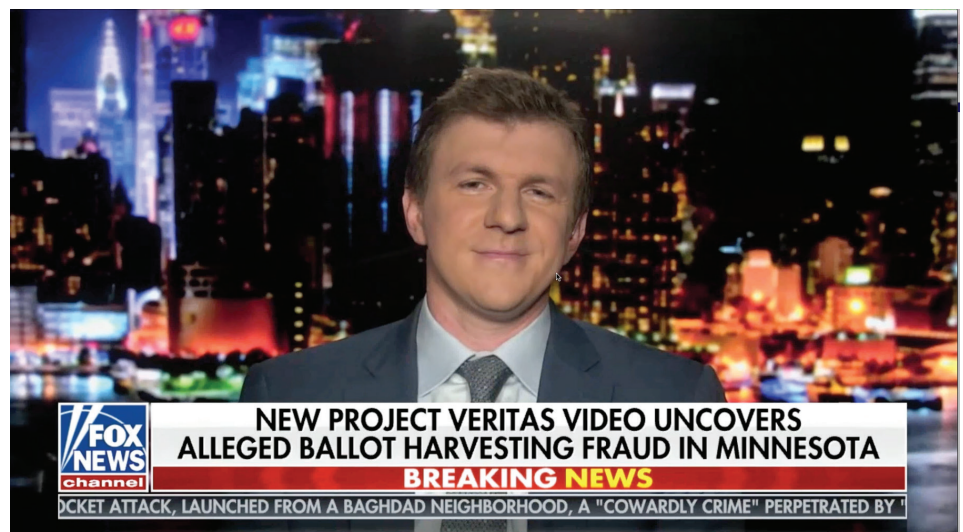 NEW PROJECT VERITAS VIDEO UNCOVERS
ALLEGED BALLOT HARVESTING FRAUD IN MINNESOTA
FOX
NEWS
channel
BREAKING NEWS
OCKET ATTACK, LAUNCHED FROM A BAGHDAD NEIGHBORHOOD, A "COWARDLY CRIME" PERPETRATED BY "